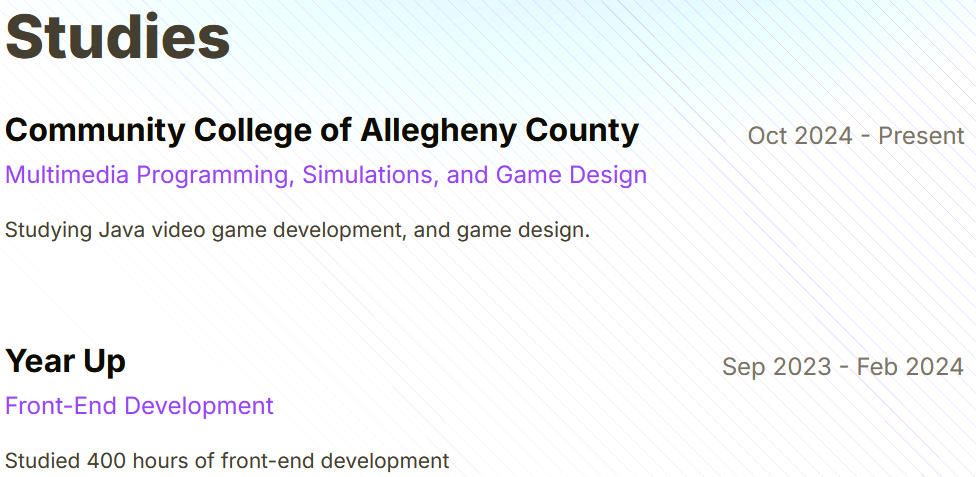 Studies
Community College of Allegheny County
Oct 2024 - Present
Multimedia Programming, Simulations, and Game Design
Studying Java video game development, and game design.
Year Up
Sep 2023 - Feb 2024
Front-End Development
Studied 400 hours of front-end development